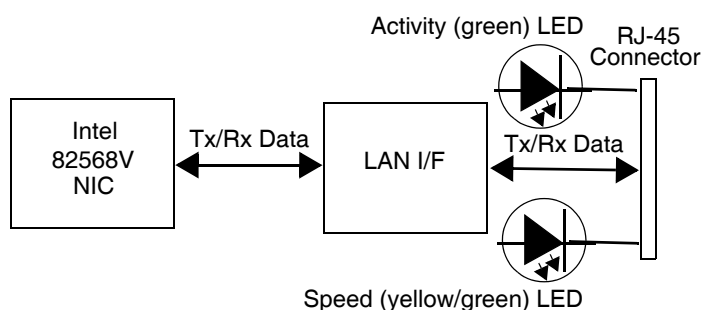 Activity (green) LED
RJ-45
Connector
Intel
82568V
NIC
Tx/Rx Data
LAN I/F
Tx/Rx Data
Speed (yellow/green) LED